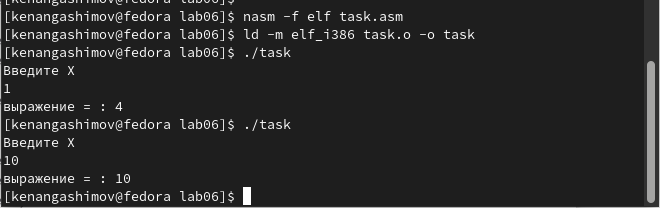 [kenangashimov@fedora lab06]$ nasm -f elf task.asm
[kenangashimov@fedora lab06]$ ld -m elf_i386 task.o -o task
[kenangashimov@fedora lab06]$ ./task
Введите X
1
выражение = : 4
[kenangashimov@fedora lab06]$ ./task
Введите X
10
выражение = : 10
[kenangashimov@fedora lab06]$